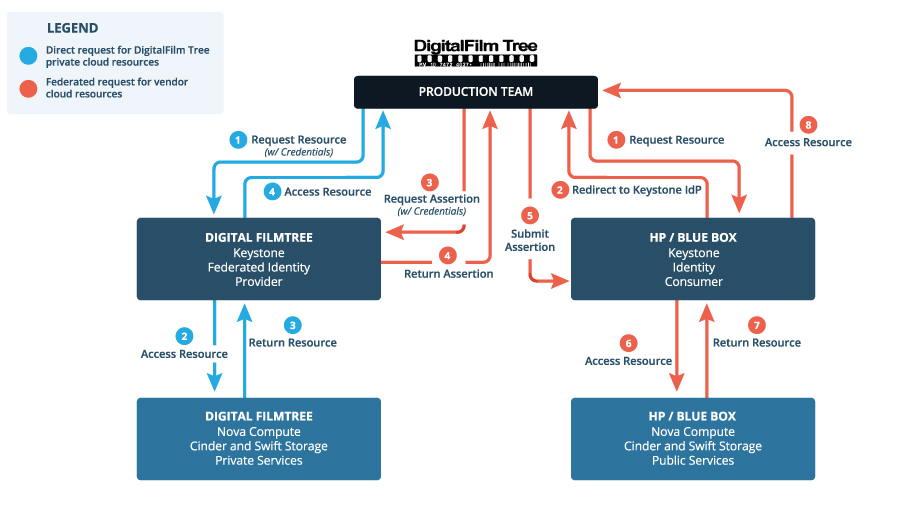 LEGEND
Direct request for DigitalFilm Tree
private cloud resources
Federated request for vendor
cloud resources
DigitalFilm Tree
PRODUCTION TEAM
1 Request Resource
(w/ Credentials)
4 Access Resource
3
Request Assertion
(w/ Credentials)
4
Return Assertion
5
Submit
Assertion
1 Request Resource
2 Redirect to Keystone IdP
8
Access Resource
DIGITAL FILMTREE
Keystone
Federated Identity
Provider
HP / BLUE BOX
Keystone
Identity
Consumer
2
Access Resource
3
Return Resource
6
Access Resource
7
Return Resource
DIGITAL FILMTREE
Nova Compute
Cinder and Swift Storage
Private Services
HP / BLUE BOX
Nova Compute
Cinder and Swift Storage
Public Services